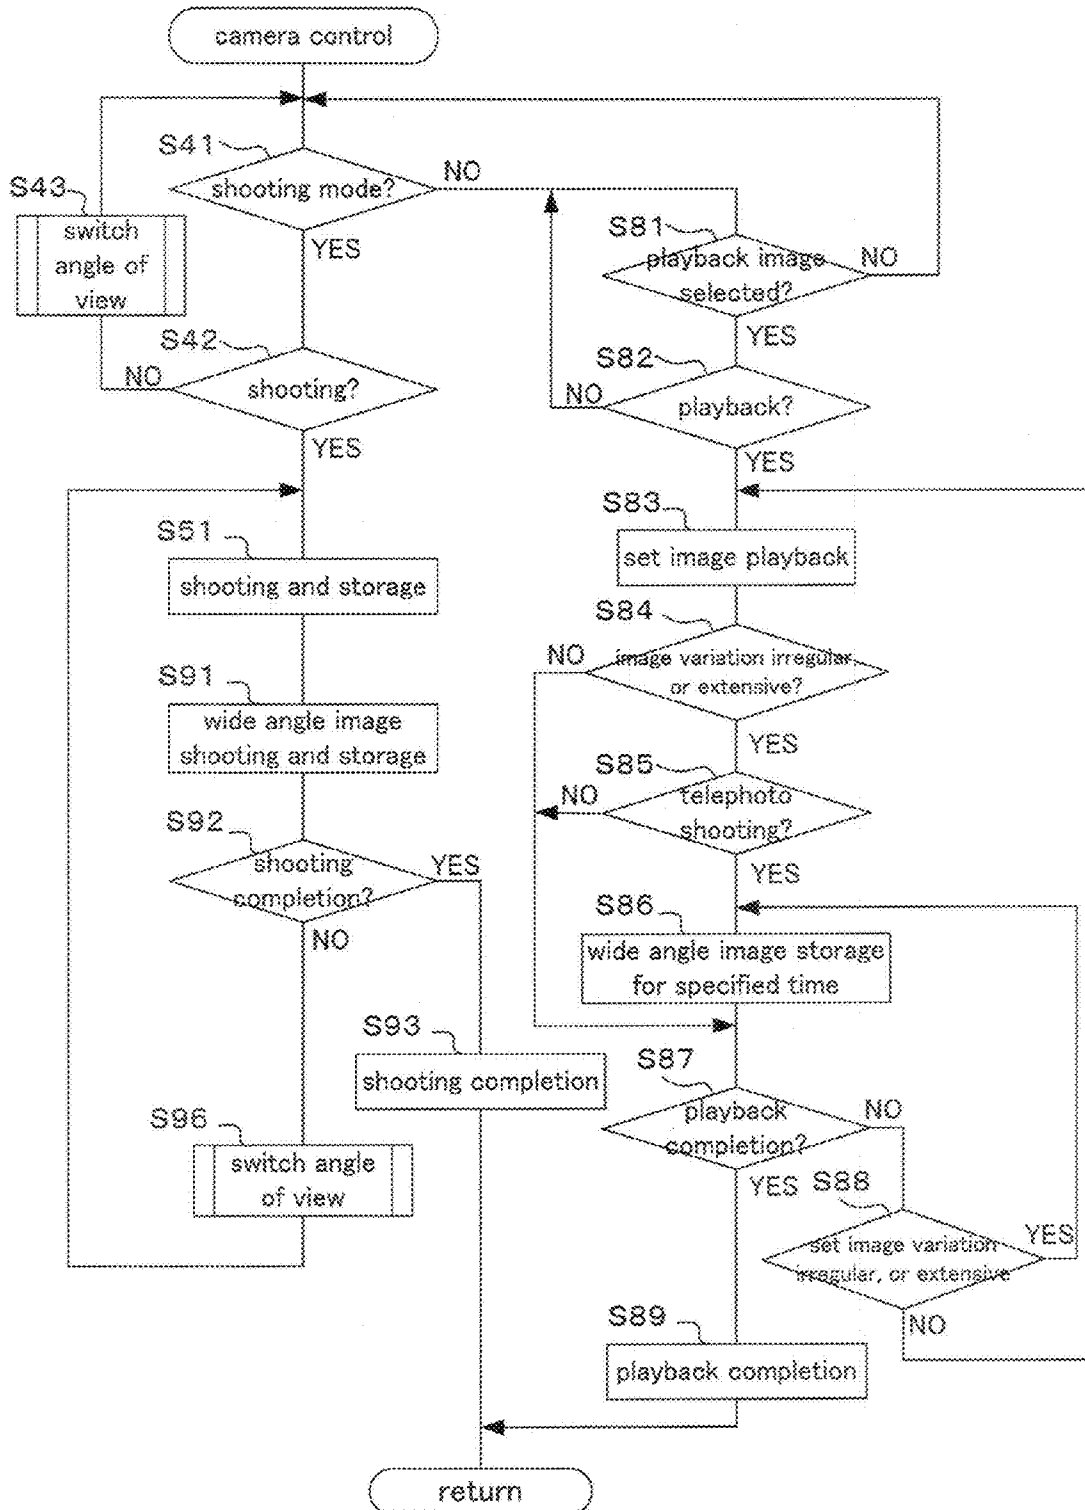 camera control
S41
shooting mode?
NO
YES
S43
switch
angle of
view
S42
shooting?
NO
YES
S51
shooting and storage
S91
wide angle image
shooting and storage
S92
shooting
completion?
YES
NO
S93
shooting completion
S96
switch angle
of view
S81
playback image
selected?
NO
YES
S82
playback?
NO
YES
S83
set image playback
S84
image variation irregular
or extensive?
NO
YES
S85
telephoto
shooting?
NO
YES
S86
wide angle image storage
for specified time
S87
playback
completion?
NO
YES
S88
set image variation
irregular, or extensive
YES
NO
S89
playback completion
return